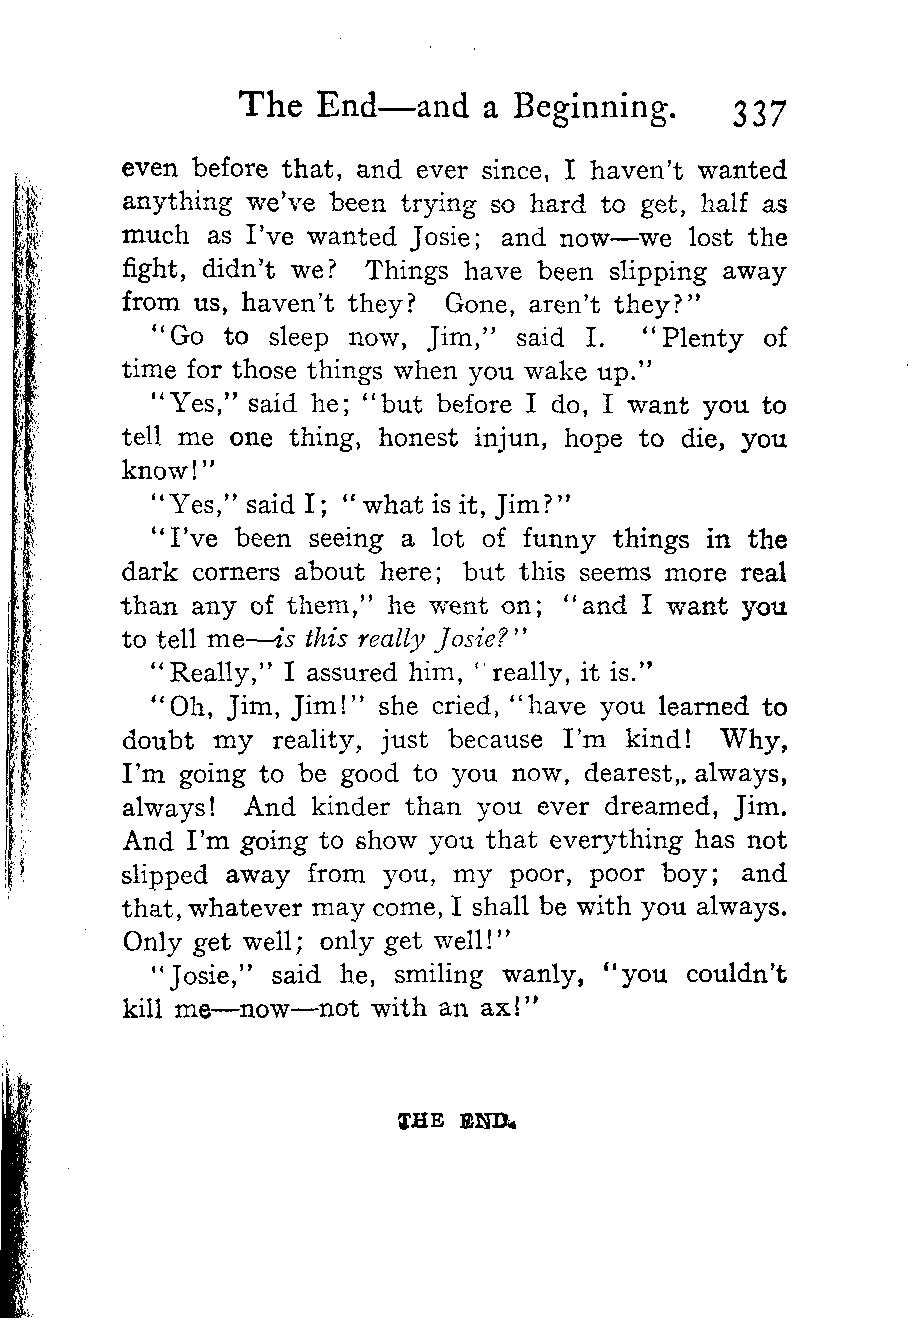 The End—and a Beginning. 337
even before that, and ever since, I haven't wanted
anything we've been trying so hard to get, half as
much as I've wanted Josie; and now—we lost the
fight, didn't we? Things have been slipping away
from us, haven't they? Gone, aren't they?"
"Go to sleep now, Jim," said I. "Plenty of
time for those things when you wake up."
"Yes," said he; "but before I do, I want you to
tell me one thing, honest injun, hope to die, you
know!"
"Yes," said I; "what is it, Jim?"
"I've been seeing a lot of funny things in the
dark corners about here; but this seems more real
than any of them," he went on; "and I want you
to tell me—is this really Josie?"
"Really," I assured him, "really, it is."
"Oh, Jim, Jim!" she cried, "have you learned to
doubt my reality, just because I'm kind! Why,
I'm going to be good to you now, dearest,. always,
always! And kinder than you ever dreamed, Jim.
And I'm going to show you that everything has not
slipped away from you, my poor, poor boy; and
that, whatever may come, I shall be with you always.
Only get well; only get well!"
"Josie," said he, smiling wanly, "you couldn't
kill me—now—not with an ax!"
THE END.